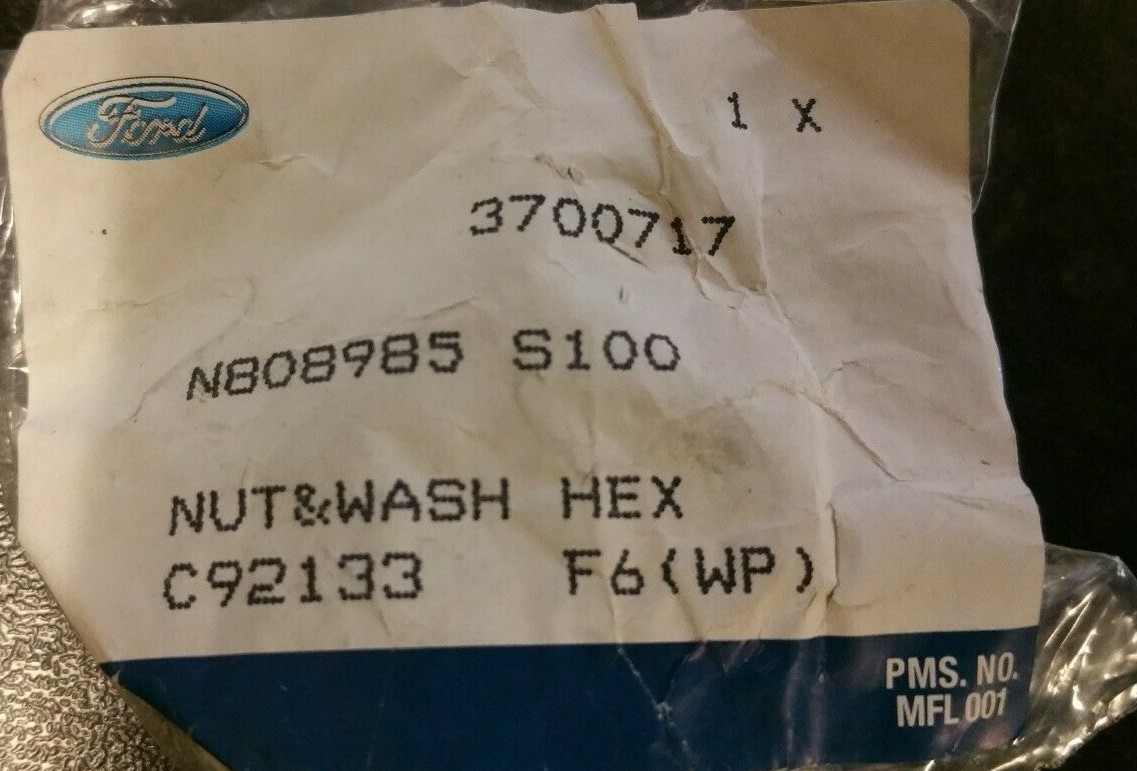 Ford
1 X
3700717
N808985 S100
NUT&WASH HEX
C92133 F6(WP)
PMS. NO.
MFL 001